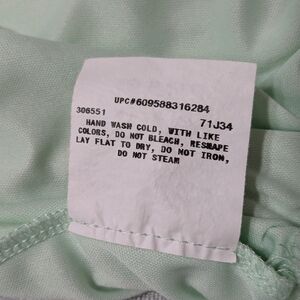 UPC#609588316284
306551 71J34
HAND WASH COLD, WITH LIKE
COLORS, DO NOT BLEACH, RESHAPE
LAY FLAT TO DRY, DO NOT IRON,
DO NOT STEAM